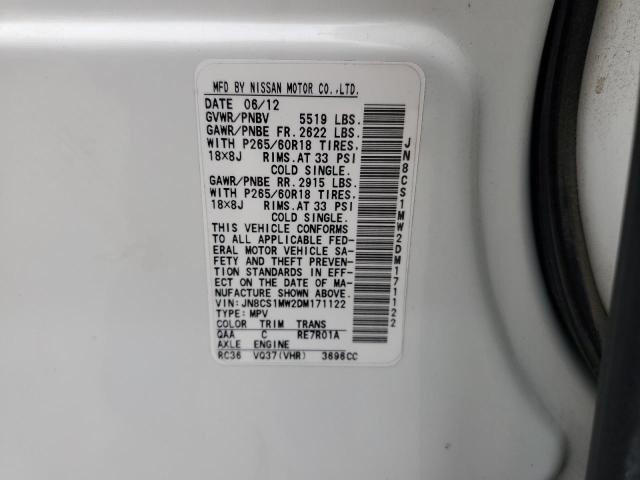 MFD BY NISSAN MOTOR CO.,LTD.
DATE 06/12
GVWR/PNBV 5519 LBS.
GAWR/PNBE FR. 2622 LBS.
WITH P265/60R18 TIRES.
18×8J RIMS. AT 33 PSI
COLD SINGLE.
GAWR/PNBE RR. 2915 LBS.
WITH P265/60R18 TIRES.
18×8J RIMS. AT 33 PSI
COLD SINGLE.
THIS VEHICLE CONFORMS
TO ALL APPLICABLE FED-
ERAL MOTOR VEHICLE SA-
FETY AND THEFT PREVEN-
TION STANDARDS IN EFF-
ECT ON THE DATE OF MA-
NUFACTURE SHOWN ABOVE.
VIN:JN8CS1MW2DM171122
TYPE:MPV
COLOR TRIM TRANS
QAA C RE7R01A
AXLE ENGINE
RC36 VQ37(VHR) 3696CC
JN8CS1MW2DM171122